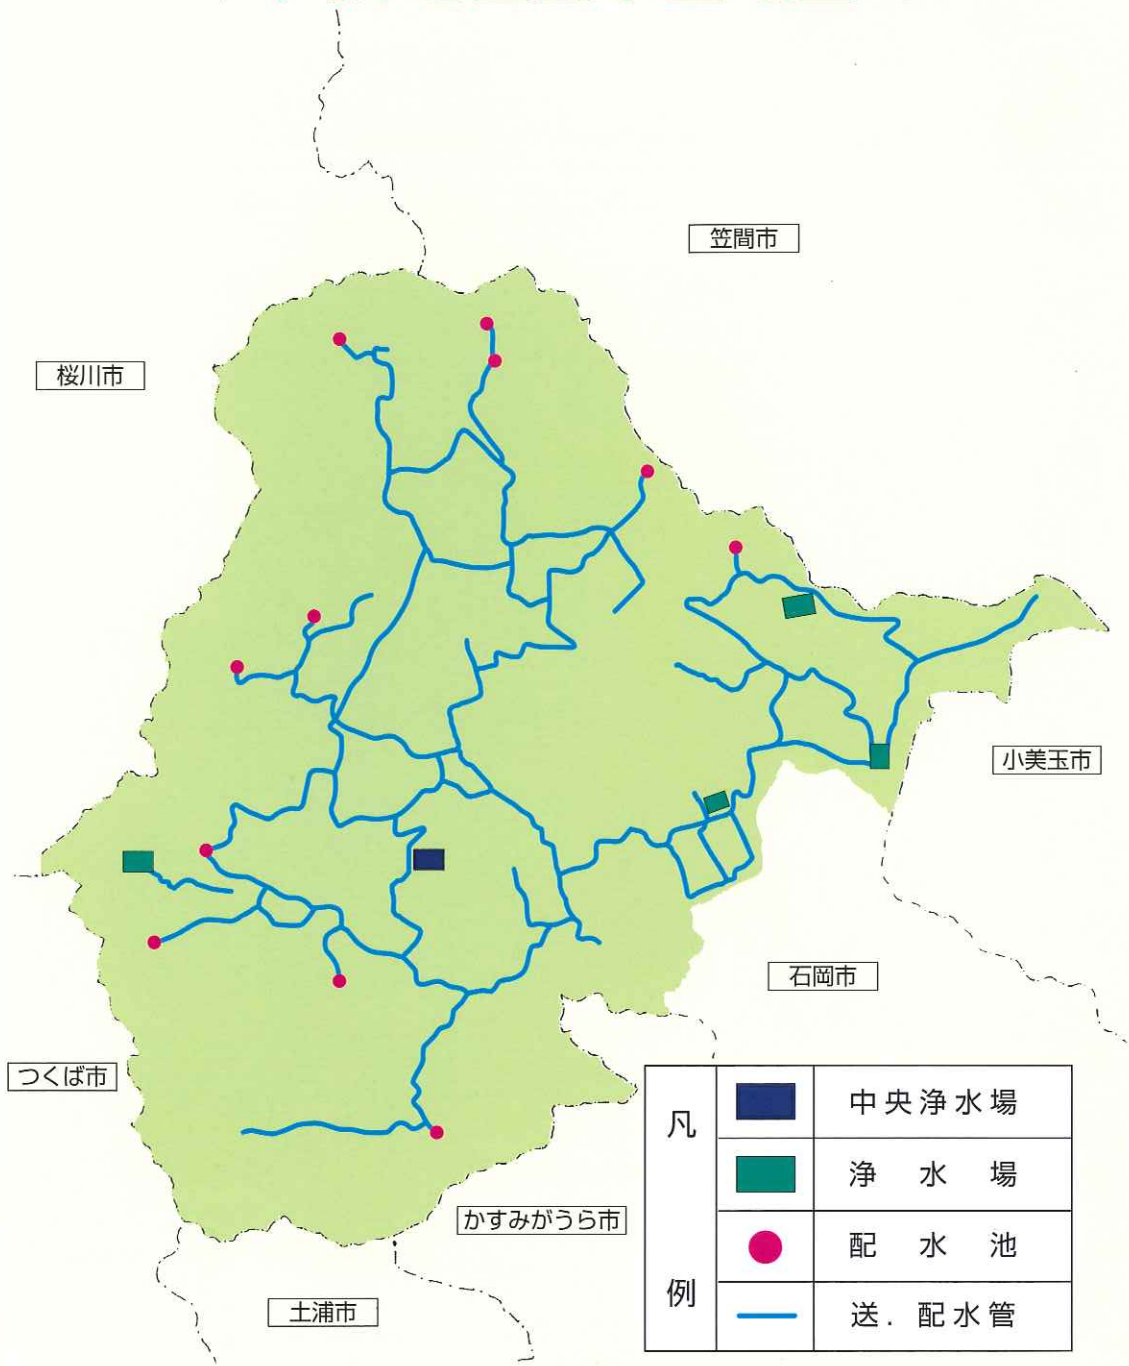 笠間市
桜川市
小美玉市
石岡市
つくば市
かすみがうら市
土浦市
凡例
中央浄水場
浄水場
配水池
送．配水管